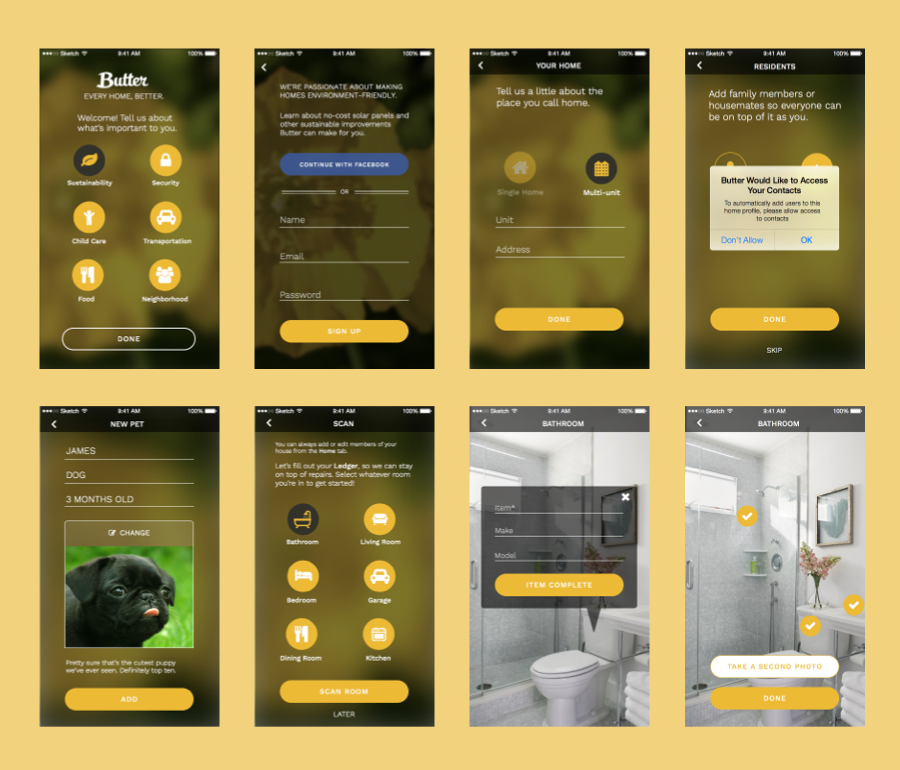 Sketch 9:41 AM 100%
Butter
EVERY HOME, BETTER.
Welcome! Tell us about
what's important to you.
Sustainability Security
Child Care Transportation
Food Neighborhood
DONE
Sketch 9:41 AM 100%
WE'RE PASSIONATE ABOUT MAKING
HOMES ENVIRONMENT-FRIENDLY.
Learn about no-cost solar panels and
other sustainable improvements
Butter can make for you.
CONTINUE WITH FACEBOOK
OR
Name
Email
Password
SIGN UP
Sketch 9:41 AM 100%
YOUR HOME
Tell us a little about the
place you call home.
Single Home Multi-unit
Unit
Address
DONE
Sketch 9:41 AM 100%
RESIDENTS
Add family members or
housemates so everyone can
be on top of it as you.
Butter Would Like to Access
Your Contacts
To automatically add users to this
home profile, please allow access
to contacts
Don't Allow OK
DONE
SKIP
Sketch 9:41 AM 100%
NEW PET
JAMES
DOG
3 MONTHS OLD
CHANGE
Pretty sure that's the cutest puppy
we've ever seen. Definitely top ten.
ADD
Sketch 9:41 AM 100%
SCAN
You can always add or edit members of your
house from the Home tab.
Let's fill out your Ledger, so we can stay
on top of repairs. Select whatever room
you're in to get started!
Bathroom Living Room
Bedroom Garage
Dining Room Kitchen
SCAN ROOM
LATER
Sketch 9:41 AM 100%
BATHROOM
Item*
Make
Model
ITEM COMPLETE
Sketch 9:41 AM 100%
BATHROOM
TAKE A SECOND PHOTO
DONE